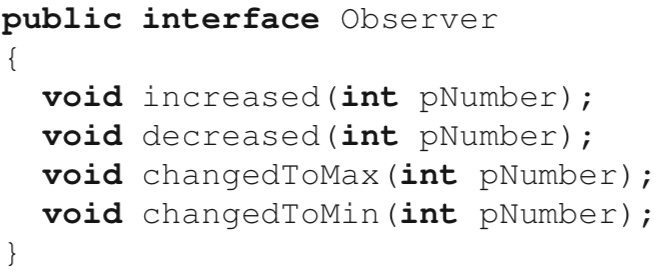 public interface Observer
{
  void increased(int pNumber);
  void decreased(int pNumber);
  void changedToMax(int pNumber);
  void changedToMin(int pNumber);
}